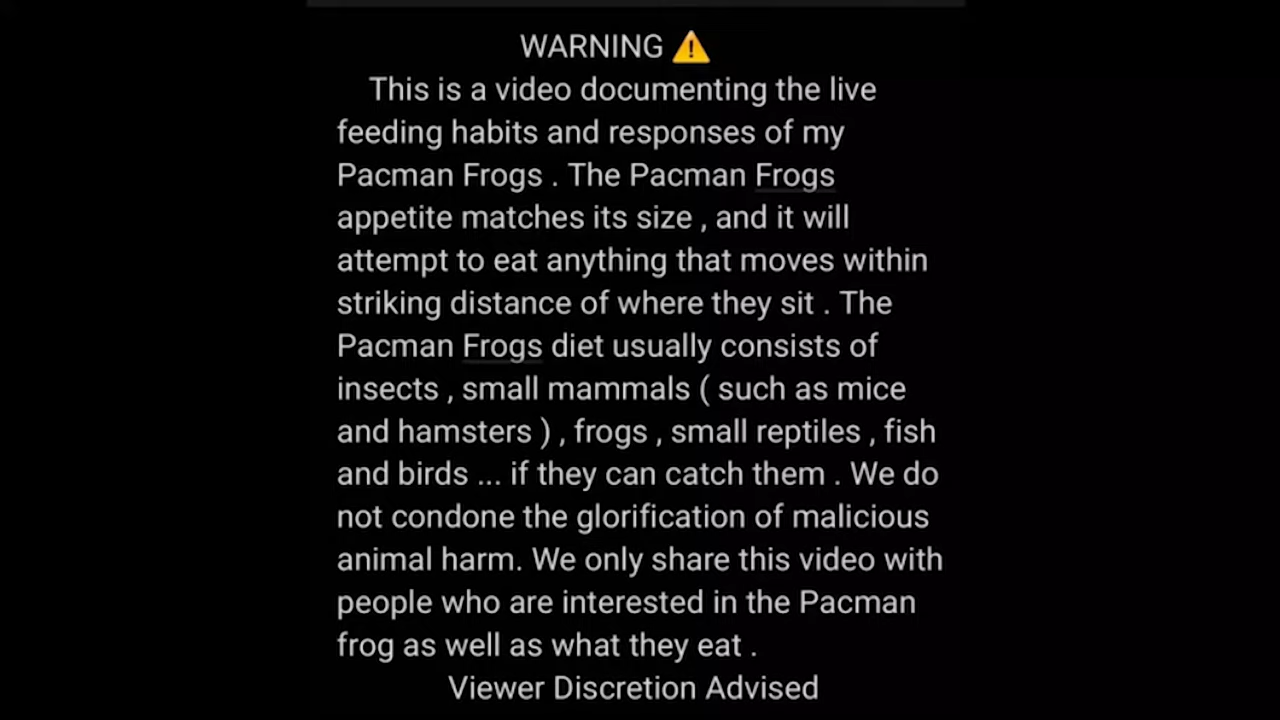 WARNING ⚠️
This is a video documenting the live
feeding habits and responses of my
Pacman Frogs . The Pacman Frogs
appetite matches its size , and it will
attempt to eat anything that moves within
striking distance of where they sit . The
Pacman Frogs diet usually consists of
insects , small mammals ( such as mice
and hamsters ) , frogs , small reptiles , fish
and birds ... if they can catch them . We do
not condone the glorification of malicious
animal harm. We only share this video with
people who are interested in the Pacman
frog as well as what they eat .
Viewer Discretion Advised